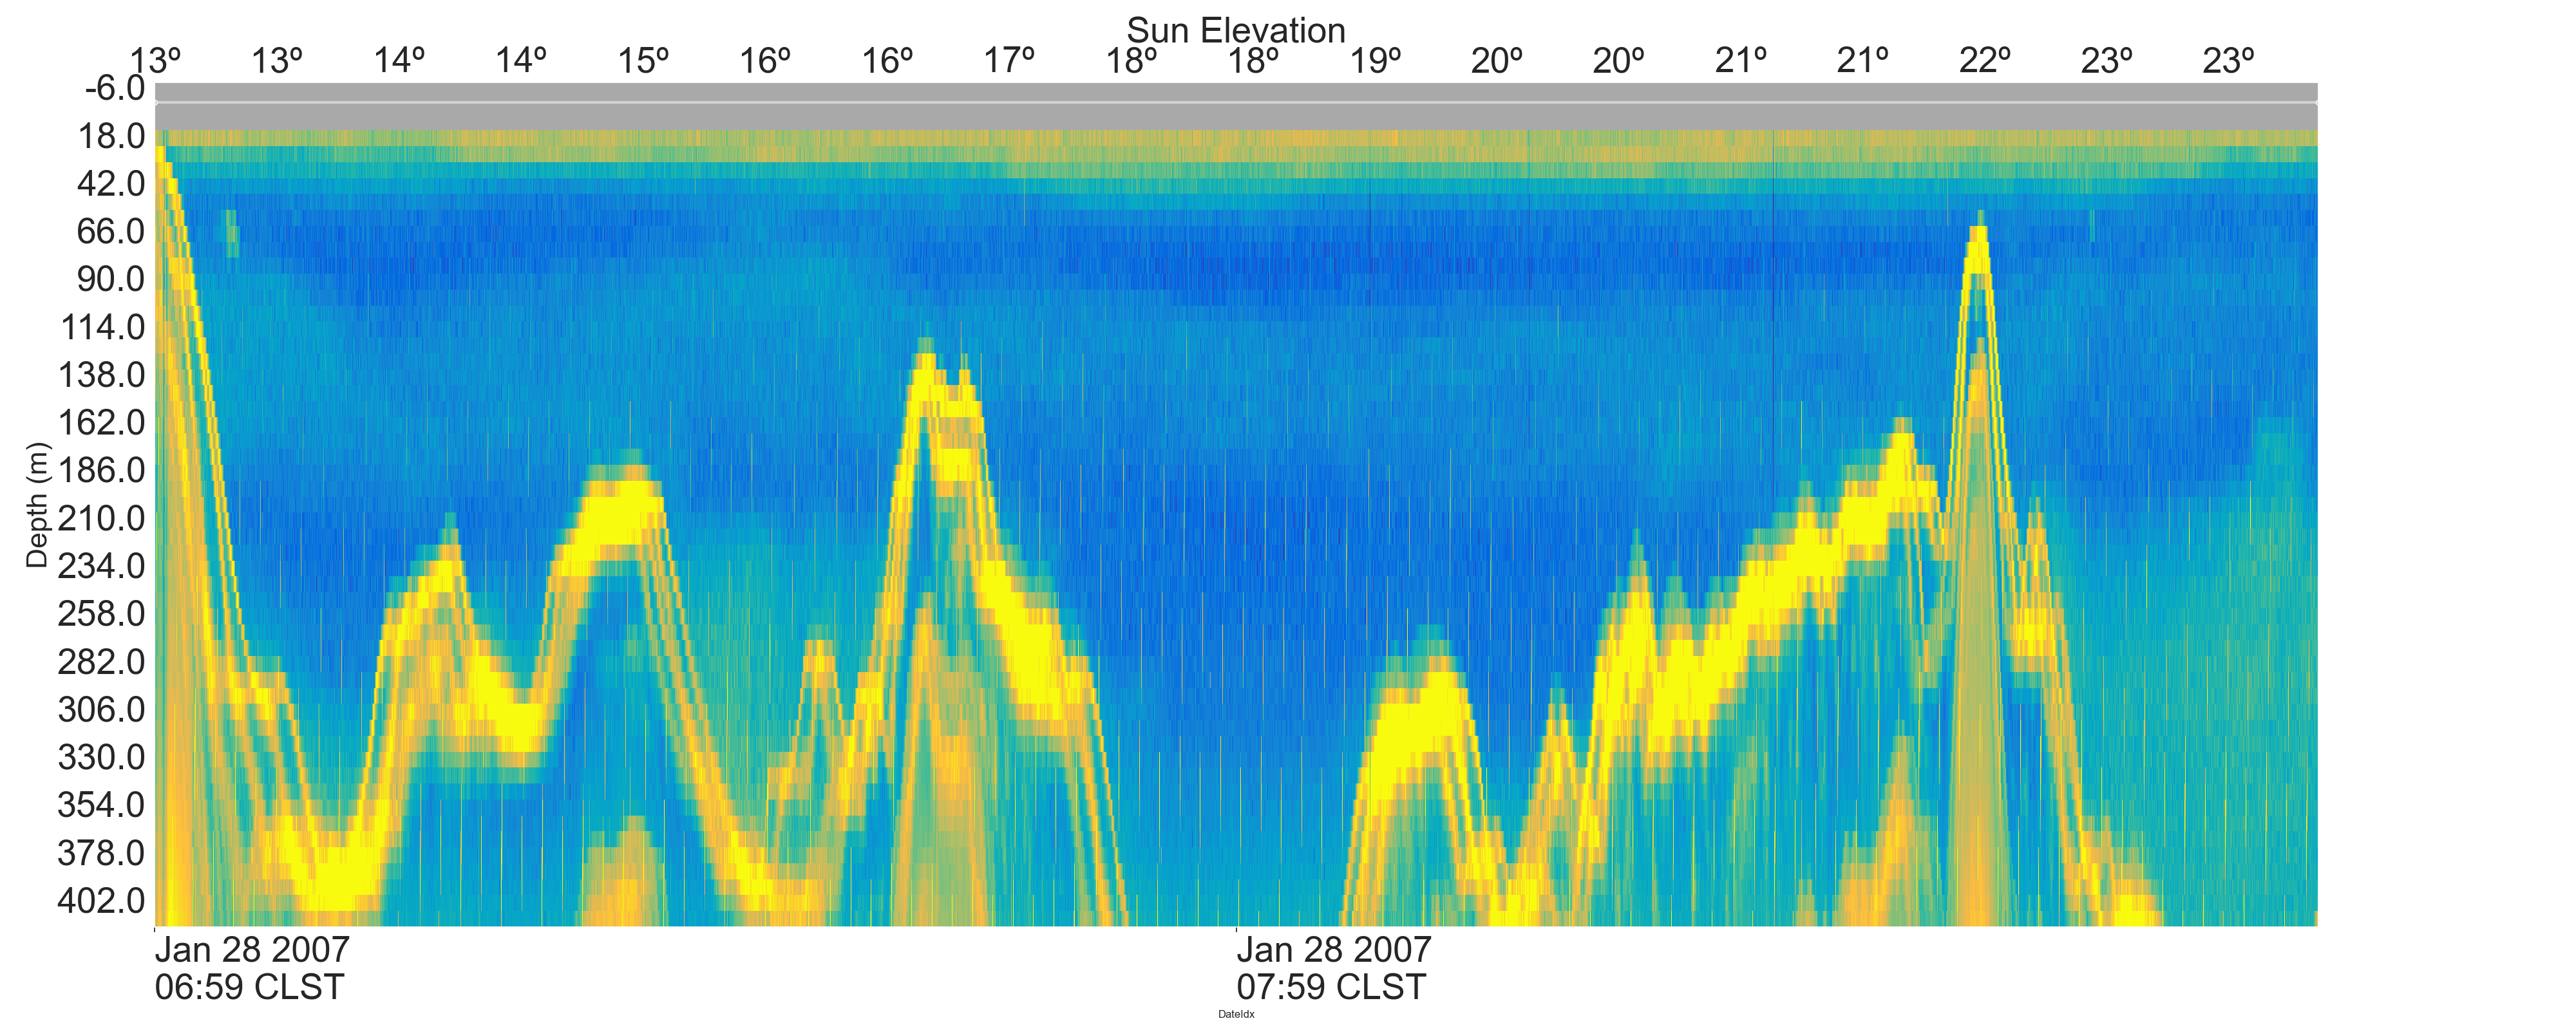 Sun Elevation
13º 13º 14º 14º 15º 16º 16º 17º 18º 18º 19º 20º 20º 21º 21º 22º 23º 23º
-6.0
18.0
42.0
66.0
90.0
114.0
138.0
162.0
186.0
210.0
234.0
258.0
282.0
306.0
330.0
354.0
378.0
402.0
Depth (m)
Jan 28 2007
06:59 CLST
Jan 28 2007
07:59 CLST
DateIdx